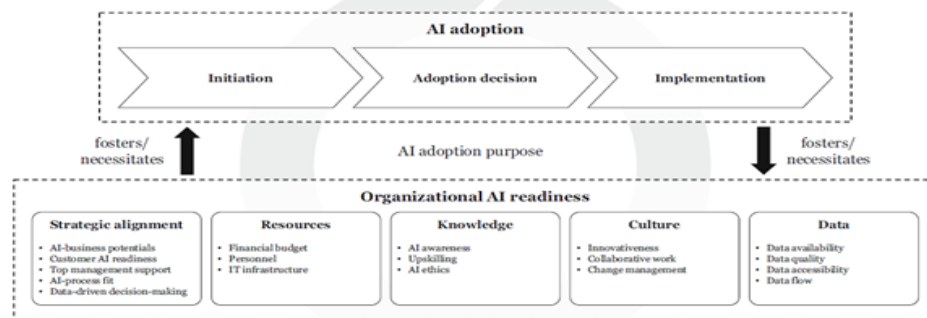 AI adoption
Initiation
Adoption decision
Implementation
fosters/
necessitates
AI adoption purpose
fosters/
necessitates
Organizational AI readiness
Strategic alignment
• AI-business potentials
• Customer AI readiness
• Top management support
• AI-process fit
• Data-driven decision-making
Resources
• Financial budget
• Personnel
• IT infrastructure
Knowledge
• AI awareness
• Upskilling
• AI ethics
Culture
• Innovativeness
• Collaborative work
• Change management
Data
• Data availability
• Data quality
• Data accessibility
• Data flow